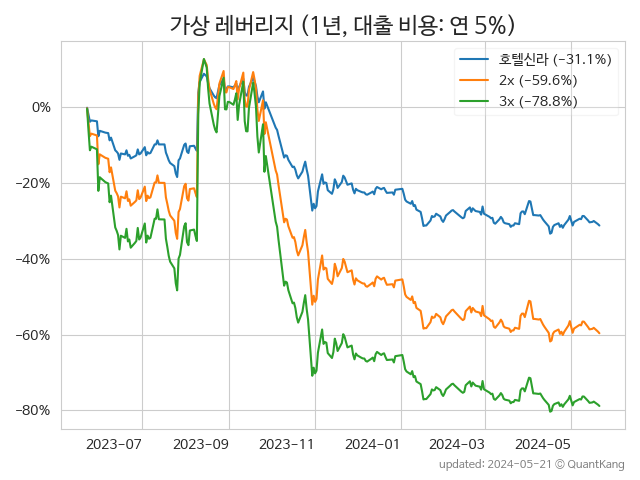 가상 레버리지 (1년, 대출 비용: 연 5%)
호텔신라 (−31.1%)
2x (−59.6%)
3x (−78.8%)
0%
−20%
−40%
−60%
−80%
2023-07
2023-09
2023-11
2024-01
2024-03
2024-05
updated: 2024-05-21 © QuantKang